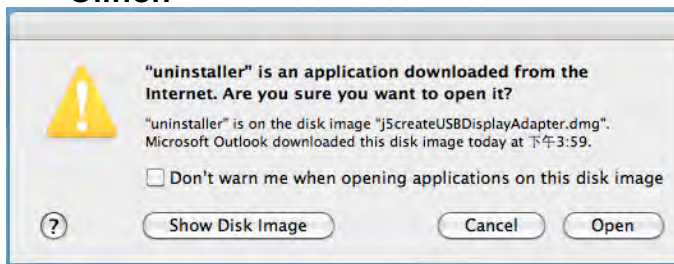 "uninstaller" is an application downloaded from the
Internet. Are you sure you want to open it?
"uninstaller" is on the disk image "j5createUSBDisplayAdapter.dmg".
Microsoft Outlook downloaded this disk image today at 下午3:59.
Don't warn me when opening applications on this disk image
?
Show Disk Image
Cancel
Open